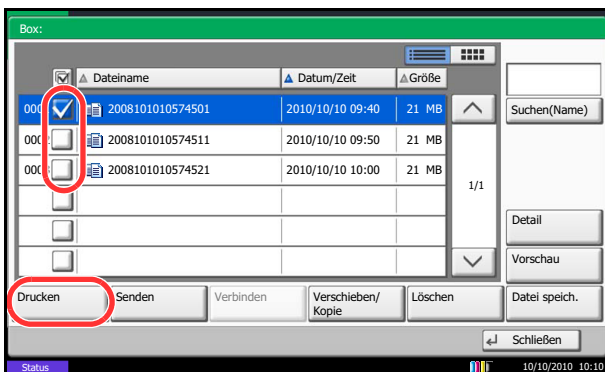 Box:
Dateiname Datum/Zeit Größe
2008101010574501 2010/10/10 09:40 21 MB
Suchen(Name)
2008101010574511 2010/10/10 09:50 21 MB
2008101010574521 2010/10/10 10:00 21 MB
1/1
Detail
Vorschau
Drucken Senden Verbinden Verschieben/ Kopie Löschen Datei speich.
Schließen
Status 10/10/2010 10:10